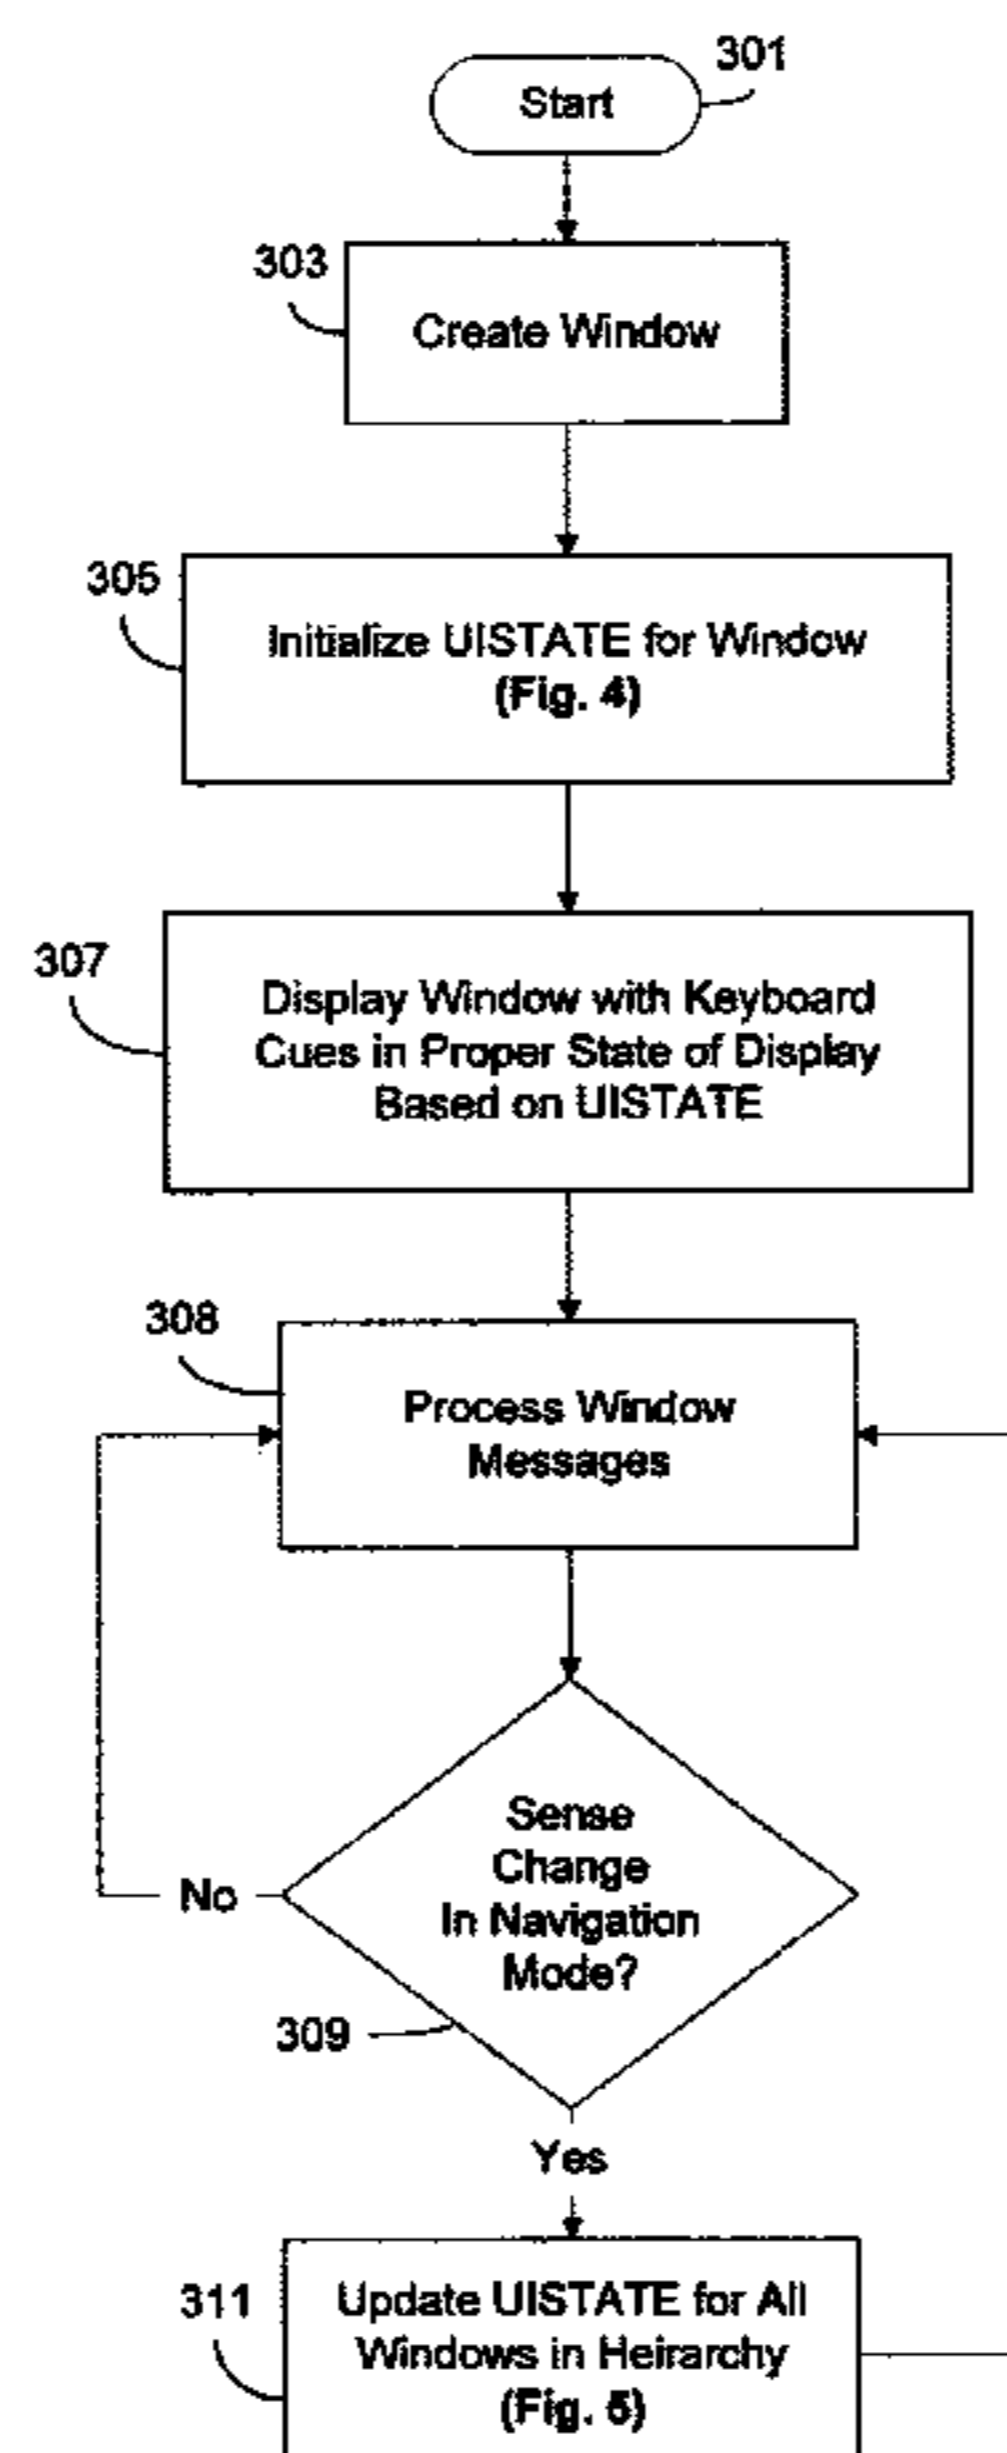 301
Start
303
Create Window
305
Initialize UISTATE for Window
(Fig. 4)
307
Display Window with Keyboard
Cues in Proper State of Display
Based on UISTATE
308
Process Window
Messages
Sense
Change
In Navigation
Mode?
No
309
Yes
311
Update UISTATE for All
Windows in Heirarchy
(Fig. 5)